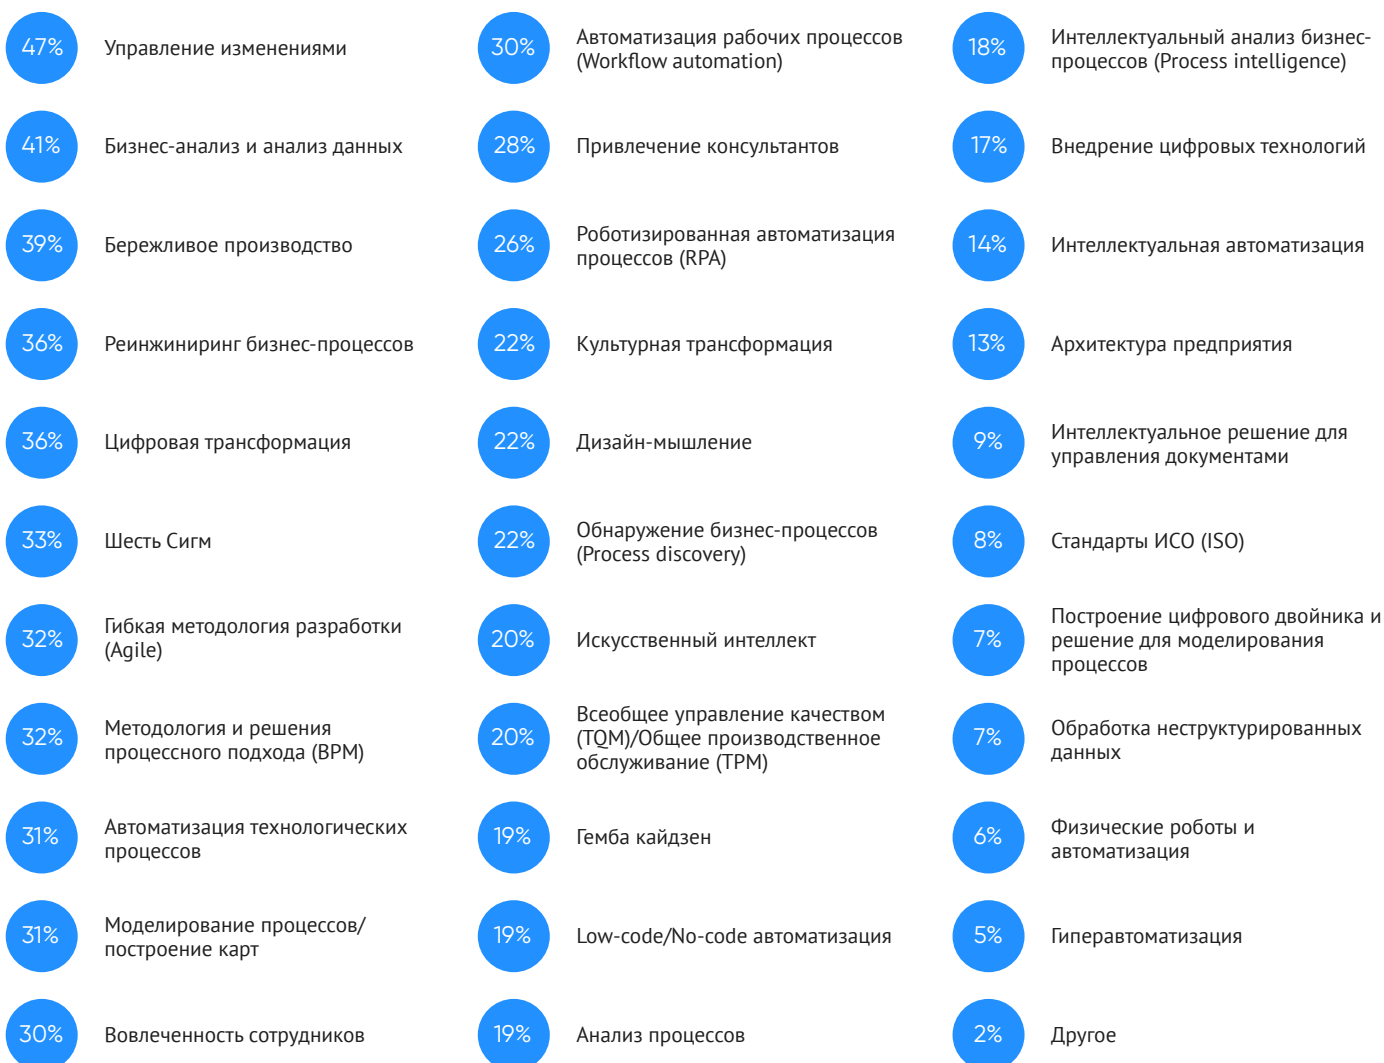 47%
Управление изменениями
41%
Бизнес-анализ и анализ данных
39%
Бережливое производство
36%
Реинжиниринг бизнес-процессов
36%
Цифровая трансформация
33%
Шесть Сигм
32%
Гибкая методология разработки
(Agile)
32%
Методология и решения
процессного подхода (BPM)
31%
Автоматизация технологических
процессов
31%
Моделирование процессов/
построение карт
30%
Вовлеченность сотрудников
30%
Автоматизация рабочих процессов
(Workflow automation)
28%
Привлечение консультантов
26%
Роботизированная автоматизация
процессов (RPA)
22%
Культурная трансформация
22%
Дизайн-мышление
22%
Обнаружение бизнес-процессов
(Process discovery)
20%
Искусственный интеллект
20%
Всеобщее управление качеством
(TQM)/Общее производственное
обслуживание (TPM)
19%
Гемба кайдзен
19%
Low-code/No-code автоматизация
19%
Анализ процессов
18%
Интеллектуальный анализ бизнес-
процессов (Process intelligence)
17%
Внедрение цифровых технологий
14%
Интеллектуальная автоматизация
13%
Архитектура предприятия
9%
Интеллектуальное решение для
управления документами
8%
Стандарты ИСО (ISO)
7%
Построение цифрового двойника и
решение для моделирования
процессов
7%
Обработка неструктурированных
данных
6%
Физические роботы и
автоматизация
5%
Гиперавтоматизация
2%
Другое